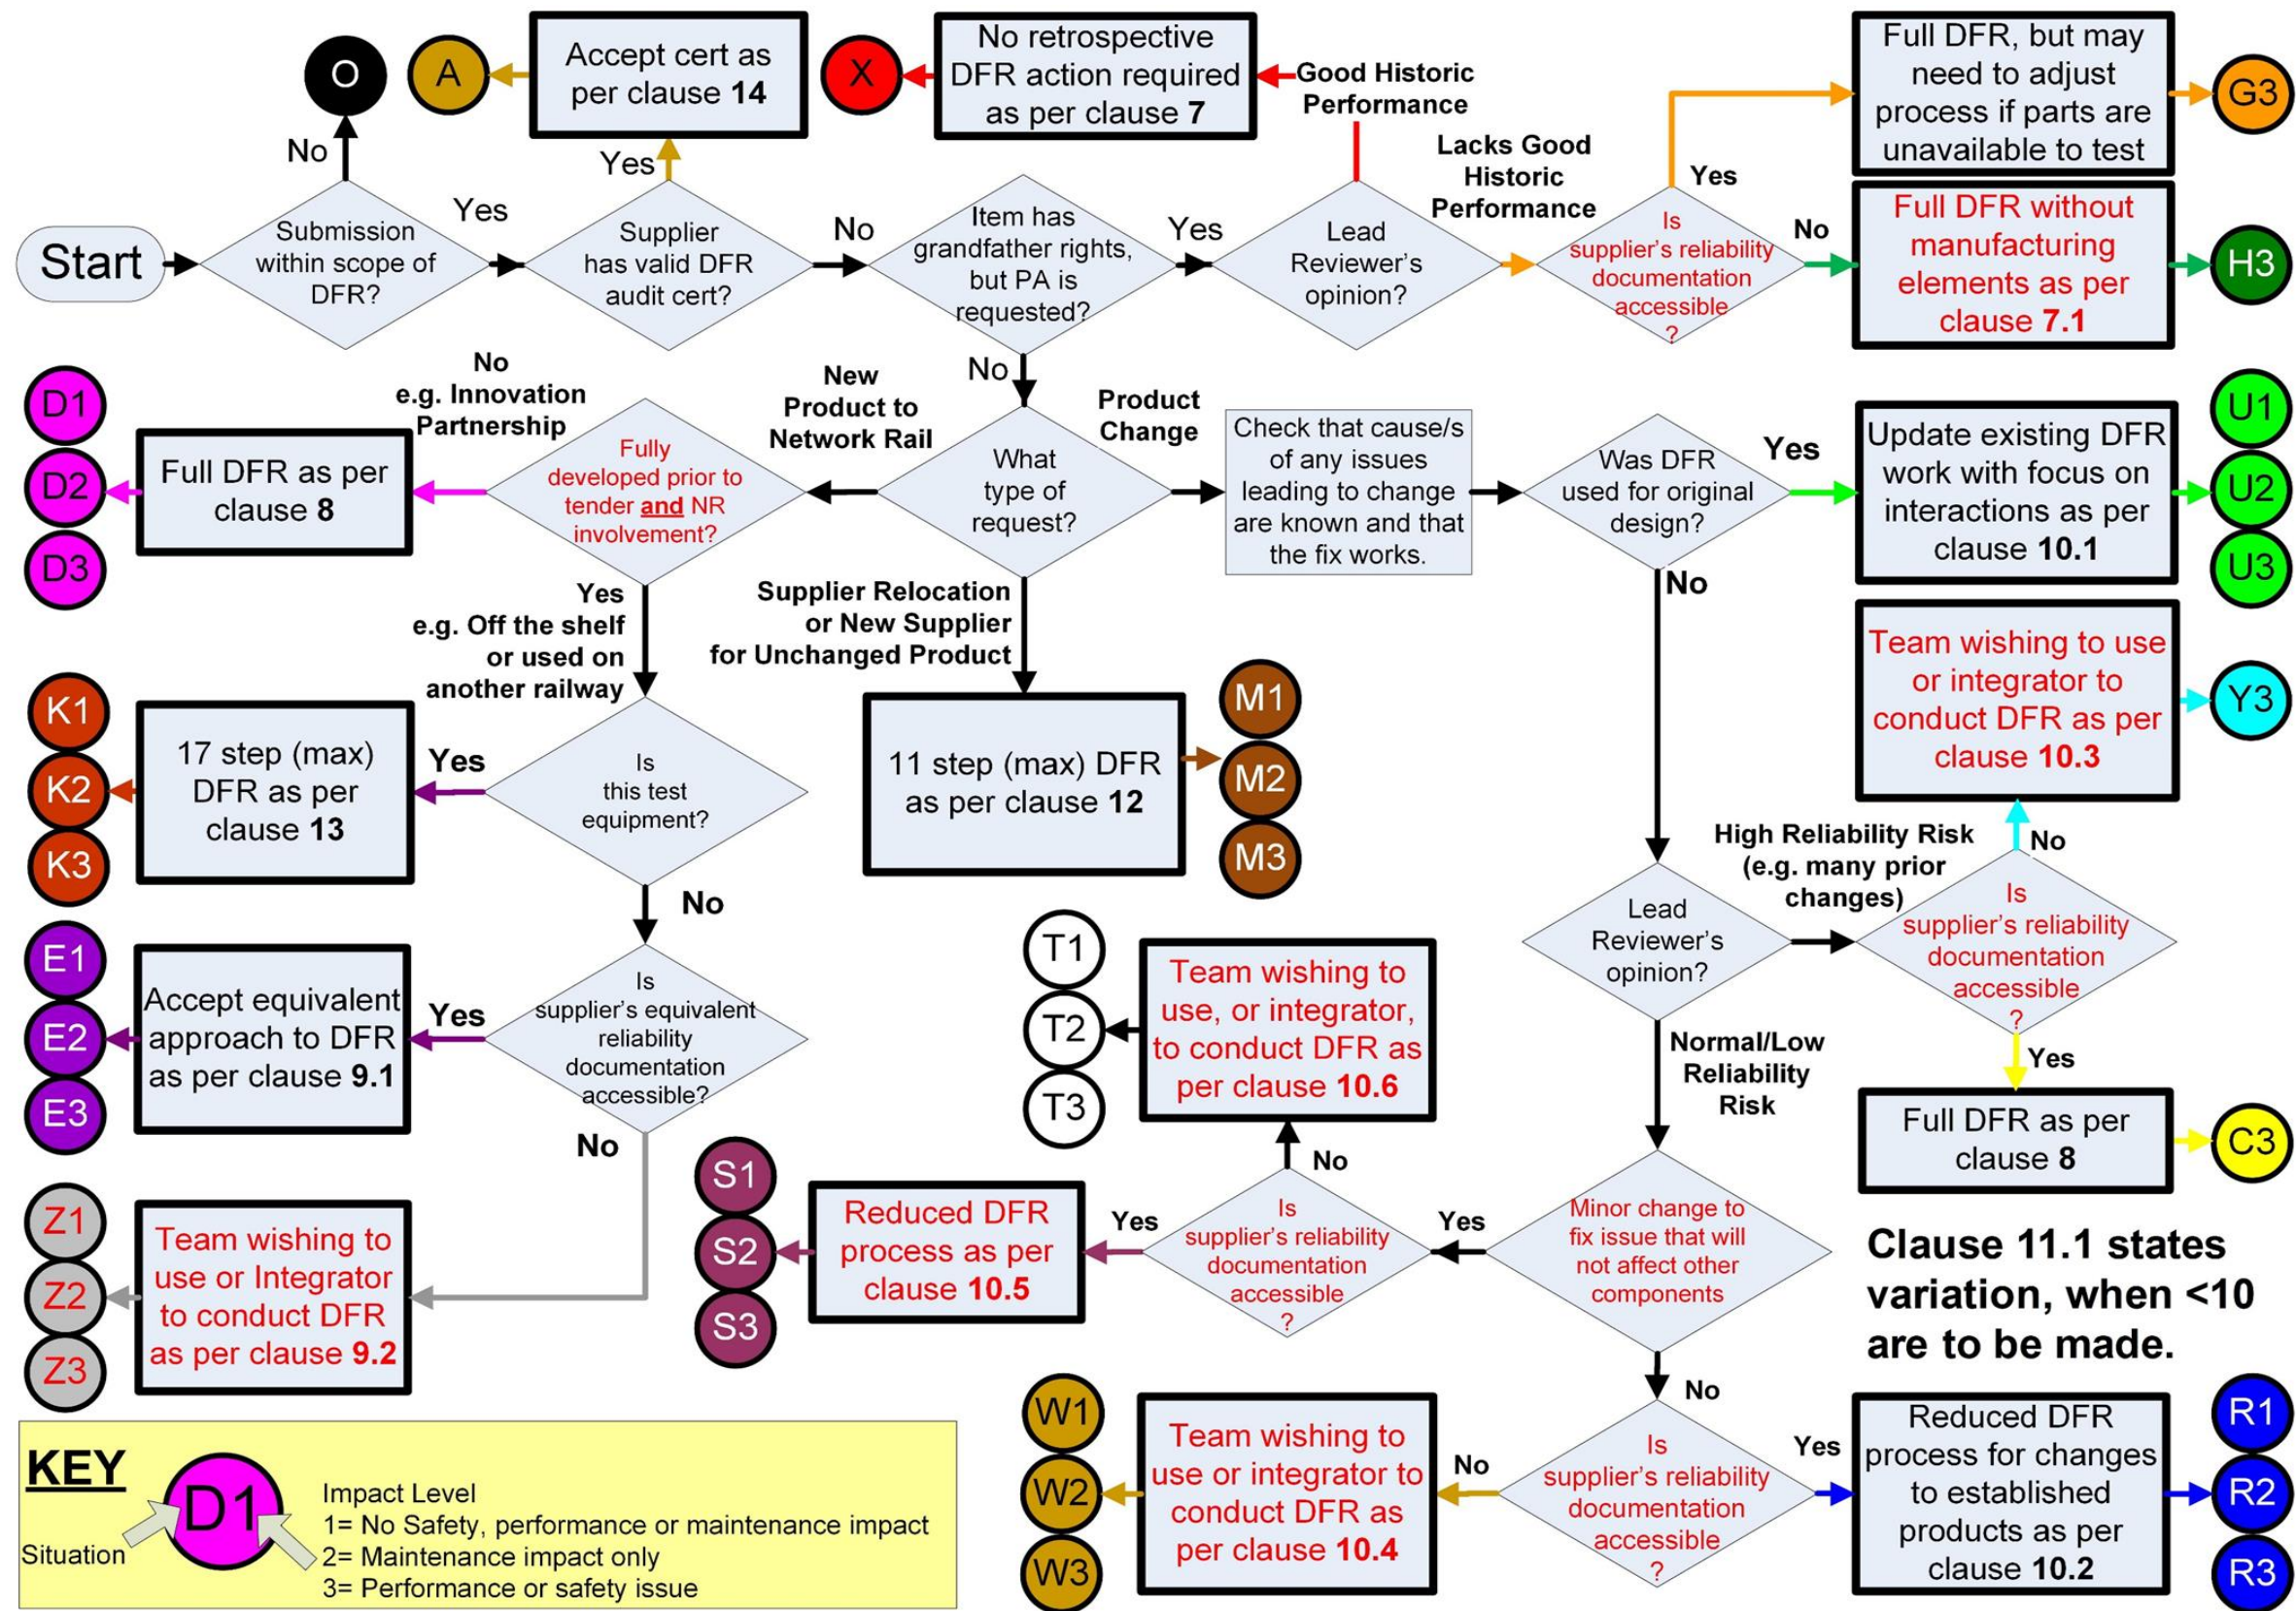 O
A
Accept cert as
per clause 14
X
No retrospective
DFR action required
as per clause 7
Good Historic
Performance
Full DFR, but may
need to adjust
process if parts are
unavailable to test
G3
No
Yes
Lacks Good
Historic
Performance
Yes
Start
Submission
within scope of
DFR?
Yes
Supplier
has valid DFR
audit cert?
No
Item has
grandfather rights,
but PA is
requested?
Yes
Lead
Reviewer's
opinion?
Is
supplier's reliability
documentation
accessible
?
No
Full DFR without
manufacturing
elements as per
clause 7.1
H3
No
D1
D2
D3
Full DFR as per
clause 8
No
e.g. Innovation
Partnership
Fully
developed prior to
tender and NR
involvement?
New
Product to
Network Rail
What
type of
request?
Product
Change
Check that cause/s
of any issues
leading to change
are known and that
the fix works.
Was DFR
used for original
design?
Yes
Update existing DFR
work with focus on
interactions as per
clause 10.1
U1
U2
U3
Yes
e.g. Off the shelf
or used on
another railway
Supplier Relocation
or New Supplier
for Unchanged Product
No
Team wishing to use
or integrator to
conduct DFR as per
clause 10.3
Y3
K1
K2
K3
17 step (max)
DFR as per
clause 13
Yes
Is
this test
equipment?
11 step (max) DFR
as per clause 12
M1
M2
M3
High Reliability Risk
(e.g. many prior
changes)
No
No
Lead
Reviewer's
opinion?
Is
supplier's reliability
documentation
accessible
?
E1
E2
E3
Accept equivalent
approach to DFR
as per clause 9.1
Yes
Is
supplier's equivalent
reliability
documentation
accessible?
T1
T2
T3
Team wishing to
use, or integrator,
to conduct DFR as
per clause 10.6
Normal/Low
Reliability
Risk
Yes
Full DFR as per
clause 8
C3
No
No
Z1
Z2
Z3
Team wishing to
use or Integrator
to conduct DFR
as per clause 9.2
S1
S2
S3
Reduced DFR
process as per
clause 10.5
Yes
Is
supplier's reliability
documentation
accessible
?
Yes
Minor change to
fix issue that will
not affect other
components
Clause 11.1 states
variation, when <10
are to be made.
No
KEY
D1
Situation
Impact Level
1= No Safety, performance or maintenance impact
2= Maintenance impact only
3= Performance or safety issue
W1
W2
W3
Team wishing to
use or integrator to
conduct DFR as
per clause 10.4
No
Is
supplier's reliability
documentation
accessible
?
Yes
Reduced DFR
process for changes
to established
products as per
clause 10.2
R1
R2
R3